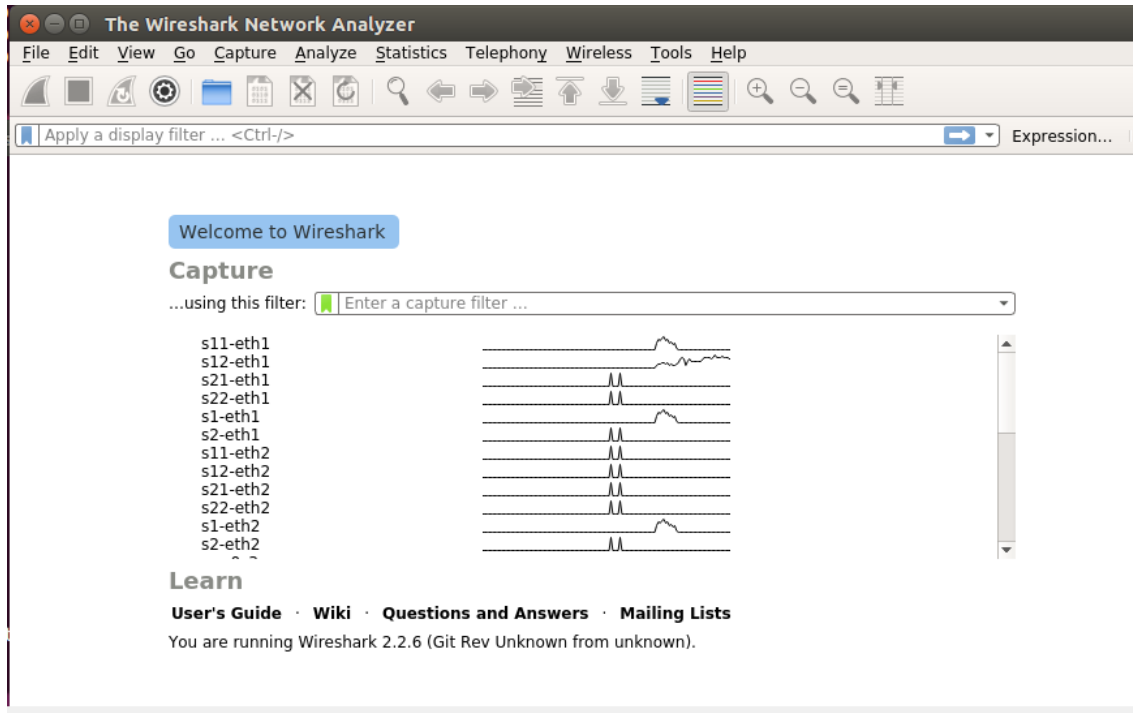 The Wireshark Network Analyzer
File Edit View Go Capture Analyze Statistics Telephony Wireless Tools Help
Apply a display filter ... <Ctrl-/>
Expression...
Welcome to Wireshark
Capture
...using this filter:
Enter a capture filter ...
s11-eth1
s12-eth1
s21-eth1
s22-eth1
s1-eth1
s2-eth1
s11-eth2
s12-eth2
s21-eth2
s22-eth2
s1-eth2
s2-eth2
Learn
User's Guide · Wiki · Questions and Answers · Mailing Lists
You are running Wireshark 2.2.6 (Git Rev Unknown from unknown).